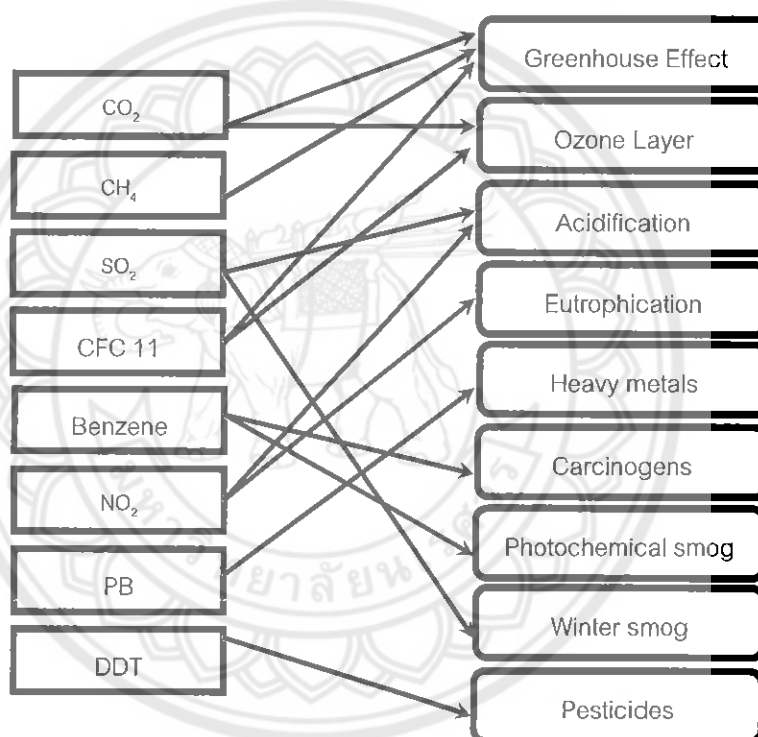 CO₂
CH₄
SO₂
CFC 11
Benzene
NO₂
PB
DDT
Greenhouse Effect
Ozone Layer
Acidification
Eutrophication
Heavy metals
Carcinogens
Photochemical smog
Winter smog
Pesticides